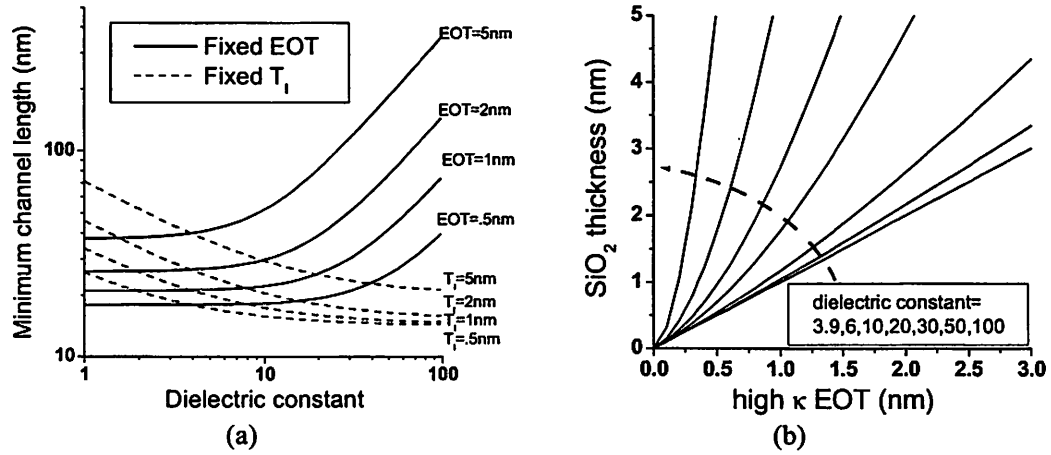 Minimum channel length (nm)
100
10
Fixed EOT
Fixed T_I
EOT=5nm
EOT=2nm
EOT=1nm
EOT=.5nm
T_I=5nm
T_I=2nm
T_I=1nm
T_I=.5nm
1
10
100
Dielectric constant
(a)
SiO₂ thickness (nm)
5
4
3
2
1
0
dielectric constant=
3.9,6,10,20,30,50,100
0.0 0.5 1.0 1.5 2.0 2.5 3.0
high κ EOT (nm)
(b)